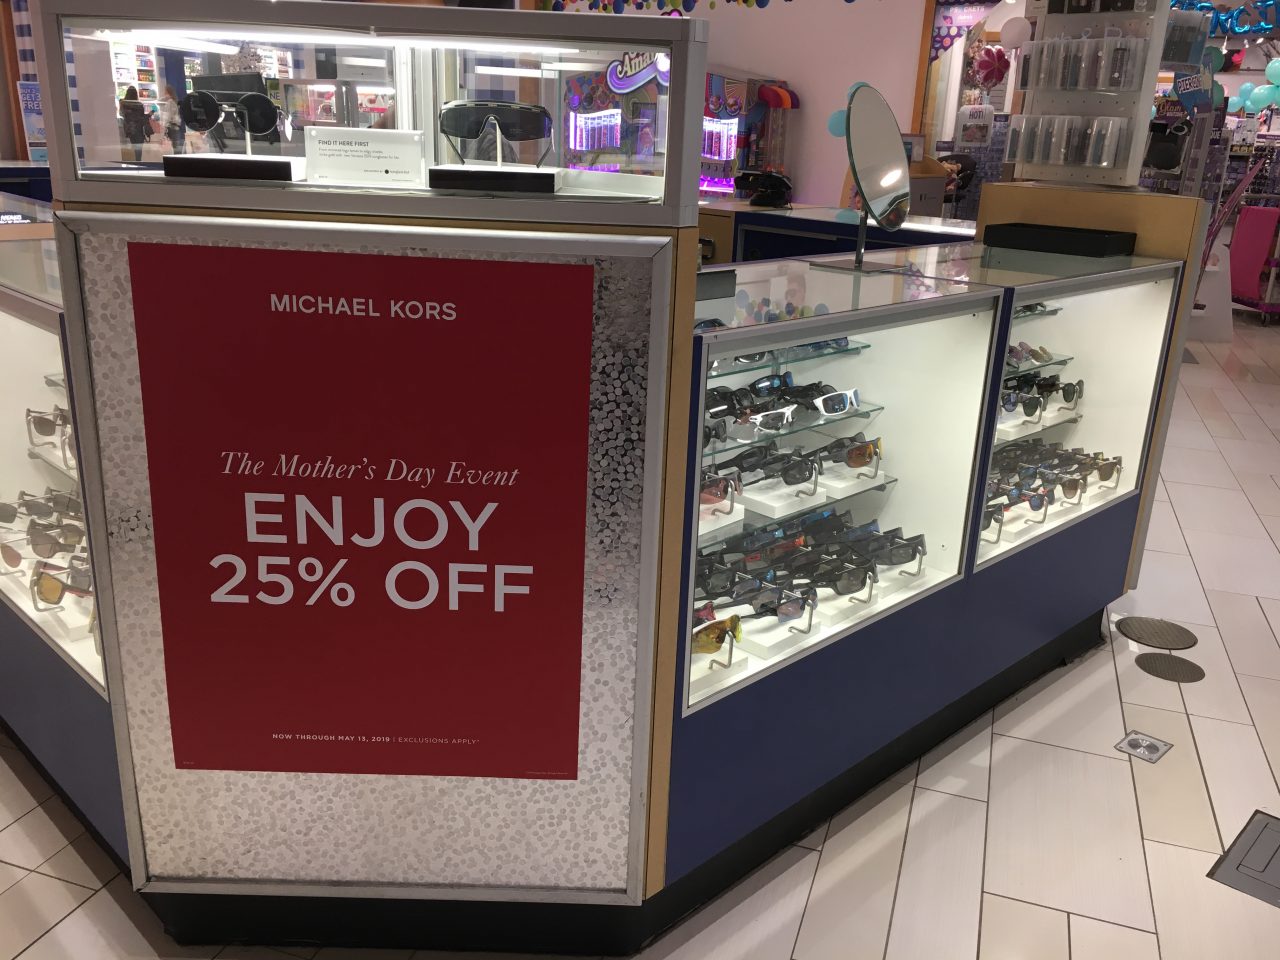 FIND IT HERE FIRST
MICHAEL KORS
The Mother's Day Event
ENJOY
25% OFF
NOW THROUGH MAY 13, 2019 | EXCLUSIONS APPLY*
HOT!